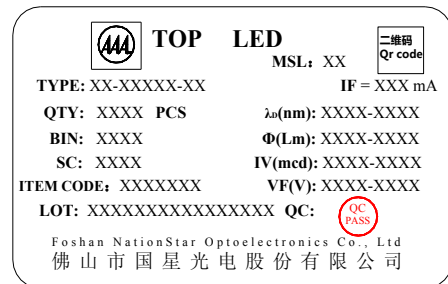 TOP LED
二维码
Qr code
MSL: XX
TYPE: XX-XXXXX-XX
IF = XXX mA
QTY: XXXX PCS
λD(nm): XXXX-XXXX
BIN: XXXX
Φ(Lm): XXXX-XXXX
SC: XXXX
IV(mcd): XXXX-XXXX
ITEM CODE: XXXXXXX
VF(V): XXXX-XXXX
LOT: XXXXXXXXXXXXXXXX QC:
QC
PASS
Foshan NationStar Optoelectronics Co., Ltd
佛山市国星光电股份有限公司